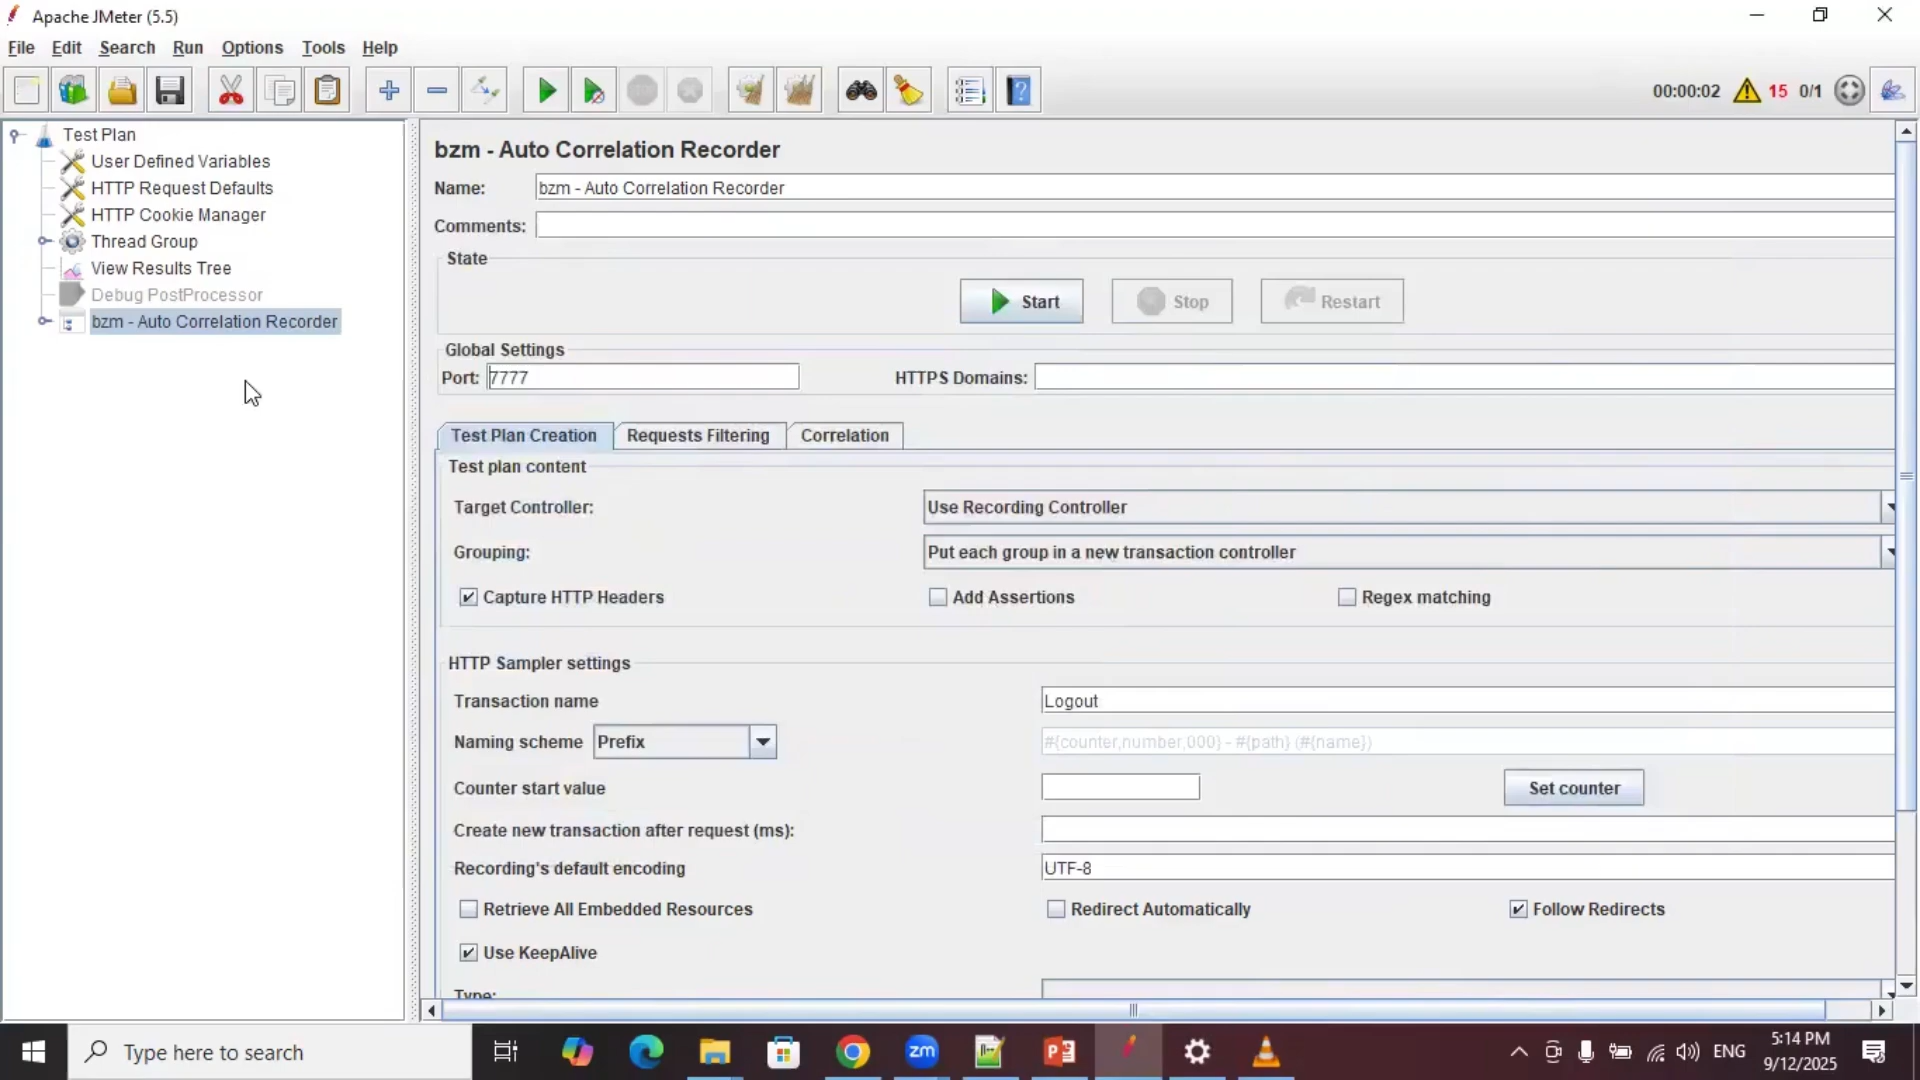 Apache JMeter (5.5)
File Edit Search Run Options Tools Help
00:00:02 15 0/1
Test Plan
User Defined Variables
HTTP Request Defaults
HTTP Cookie Manager
Thread Group
View Results Tree
Debug PostProcessor
bzm - Auto Correlation Recorder
bzm - Auto Correlation Recorder
Name: bzm - Auto Correlation Recorder
Comments:
State
Start Stop Restart
Global Settings
Port: 7777 HTTPS Domains:
Test Plan Creation Requests Filtering Correlation
Test plan content
Target Controller: Use Recording Controller
Grouping: Put each group in a new transaction controller
Capture HTTP Headers Add Assertions Regex matching
HTTP Sampler settings
Transaction name Logout
Naming scheme Prefix #{counter,number,000} - #{path} (#{name})
Counter start value Set counter
Create new transaction after request (ms):
Recording's default encoding UTF-8
Retrieve All Embedded Resources Redirect Automatically Follow Redirects
Use KeepAlive
Type:
Type here to search
zm
ENG
5:14 PM
9/12/2025